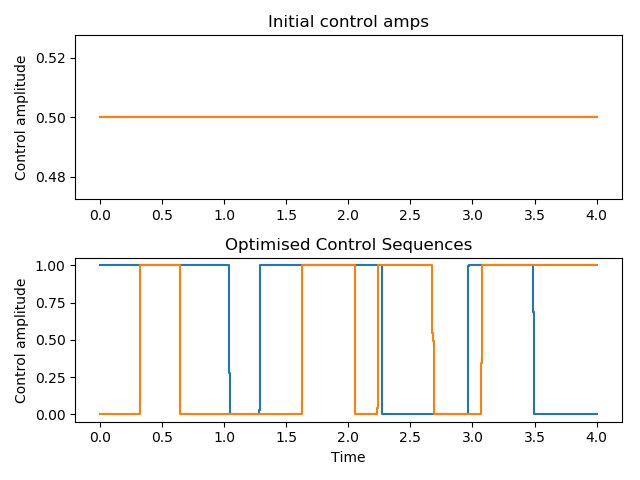 Initial control amps
Control amplitude
0.52
0.50
0.48
0.0 0.5 1.0 1.5 2.0 2.5 3.0 3.5 4.0
Optimised Control Sequences
Control amplitude
1.00
0.75
0.50
0.25
0.00
0.0 0.5 1.0 1.5 2.0 2.5 3.0 3.5 4.0
Time